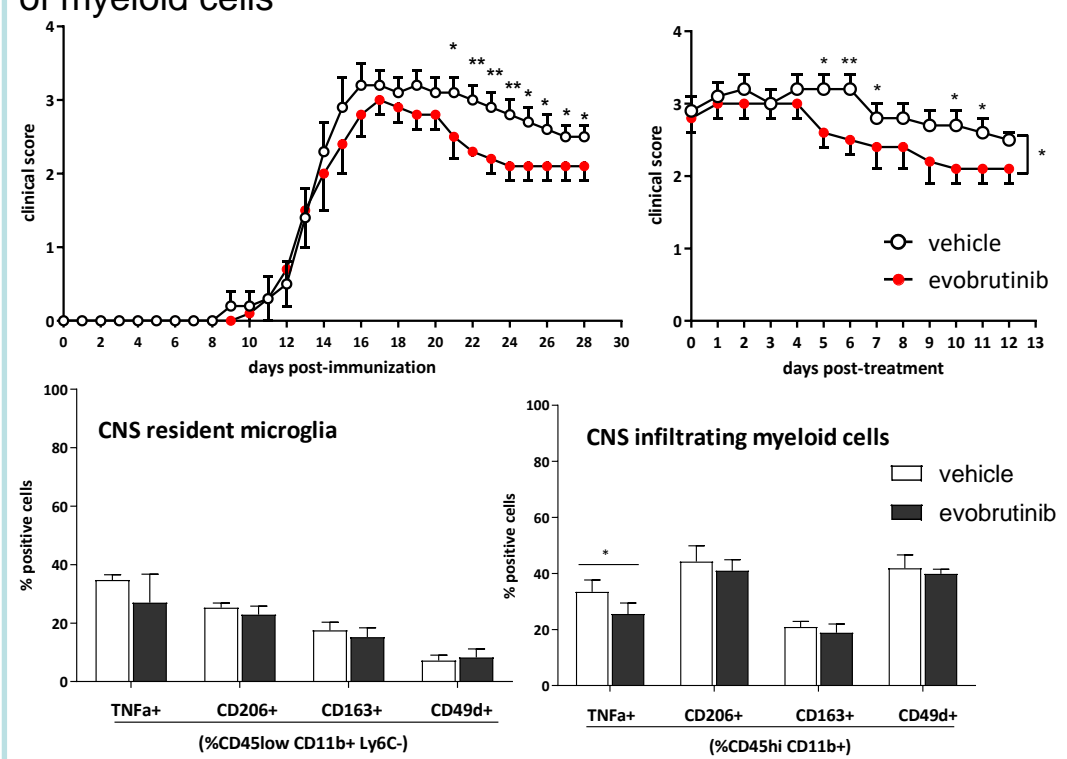 of myeloid cells
4
3
2
1
0
clinical score
* ** ** ** * * * *
0 2 4 6 8 10 12 14 16 18 20 22 24 26 28 30
days post-immunization
4
3
2
1
0
clinical score
* ** * * *
*
vehicle
evobrutinib
0 1 2 3 4 5 6 7 8 9 10 11 12 13
days post-treatment
100
80
60
40
20
0
% positive cells
CNS resident microglia
TNFa+ CD206+ CD163+ CD49d+
(%CD45low CD11b+ Ly6C-)
100
80
60
40
20
0
% positive cells
CNS infiltrating myeloid cells
vehicle
evobrutinib
*
TNFa+ CD206+ CD163+ CD49d+
(%CD45hi CD11b+)